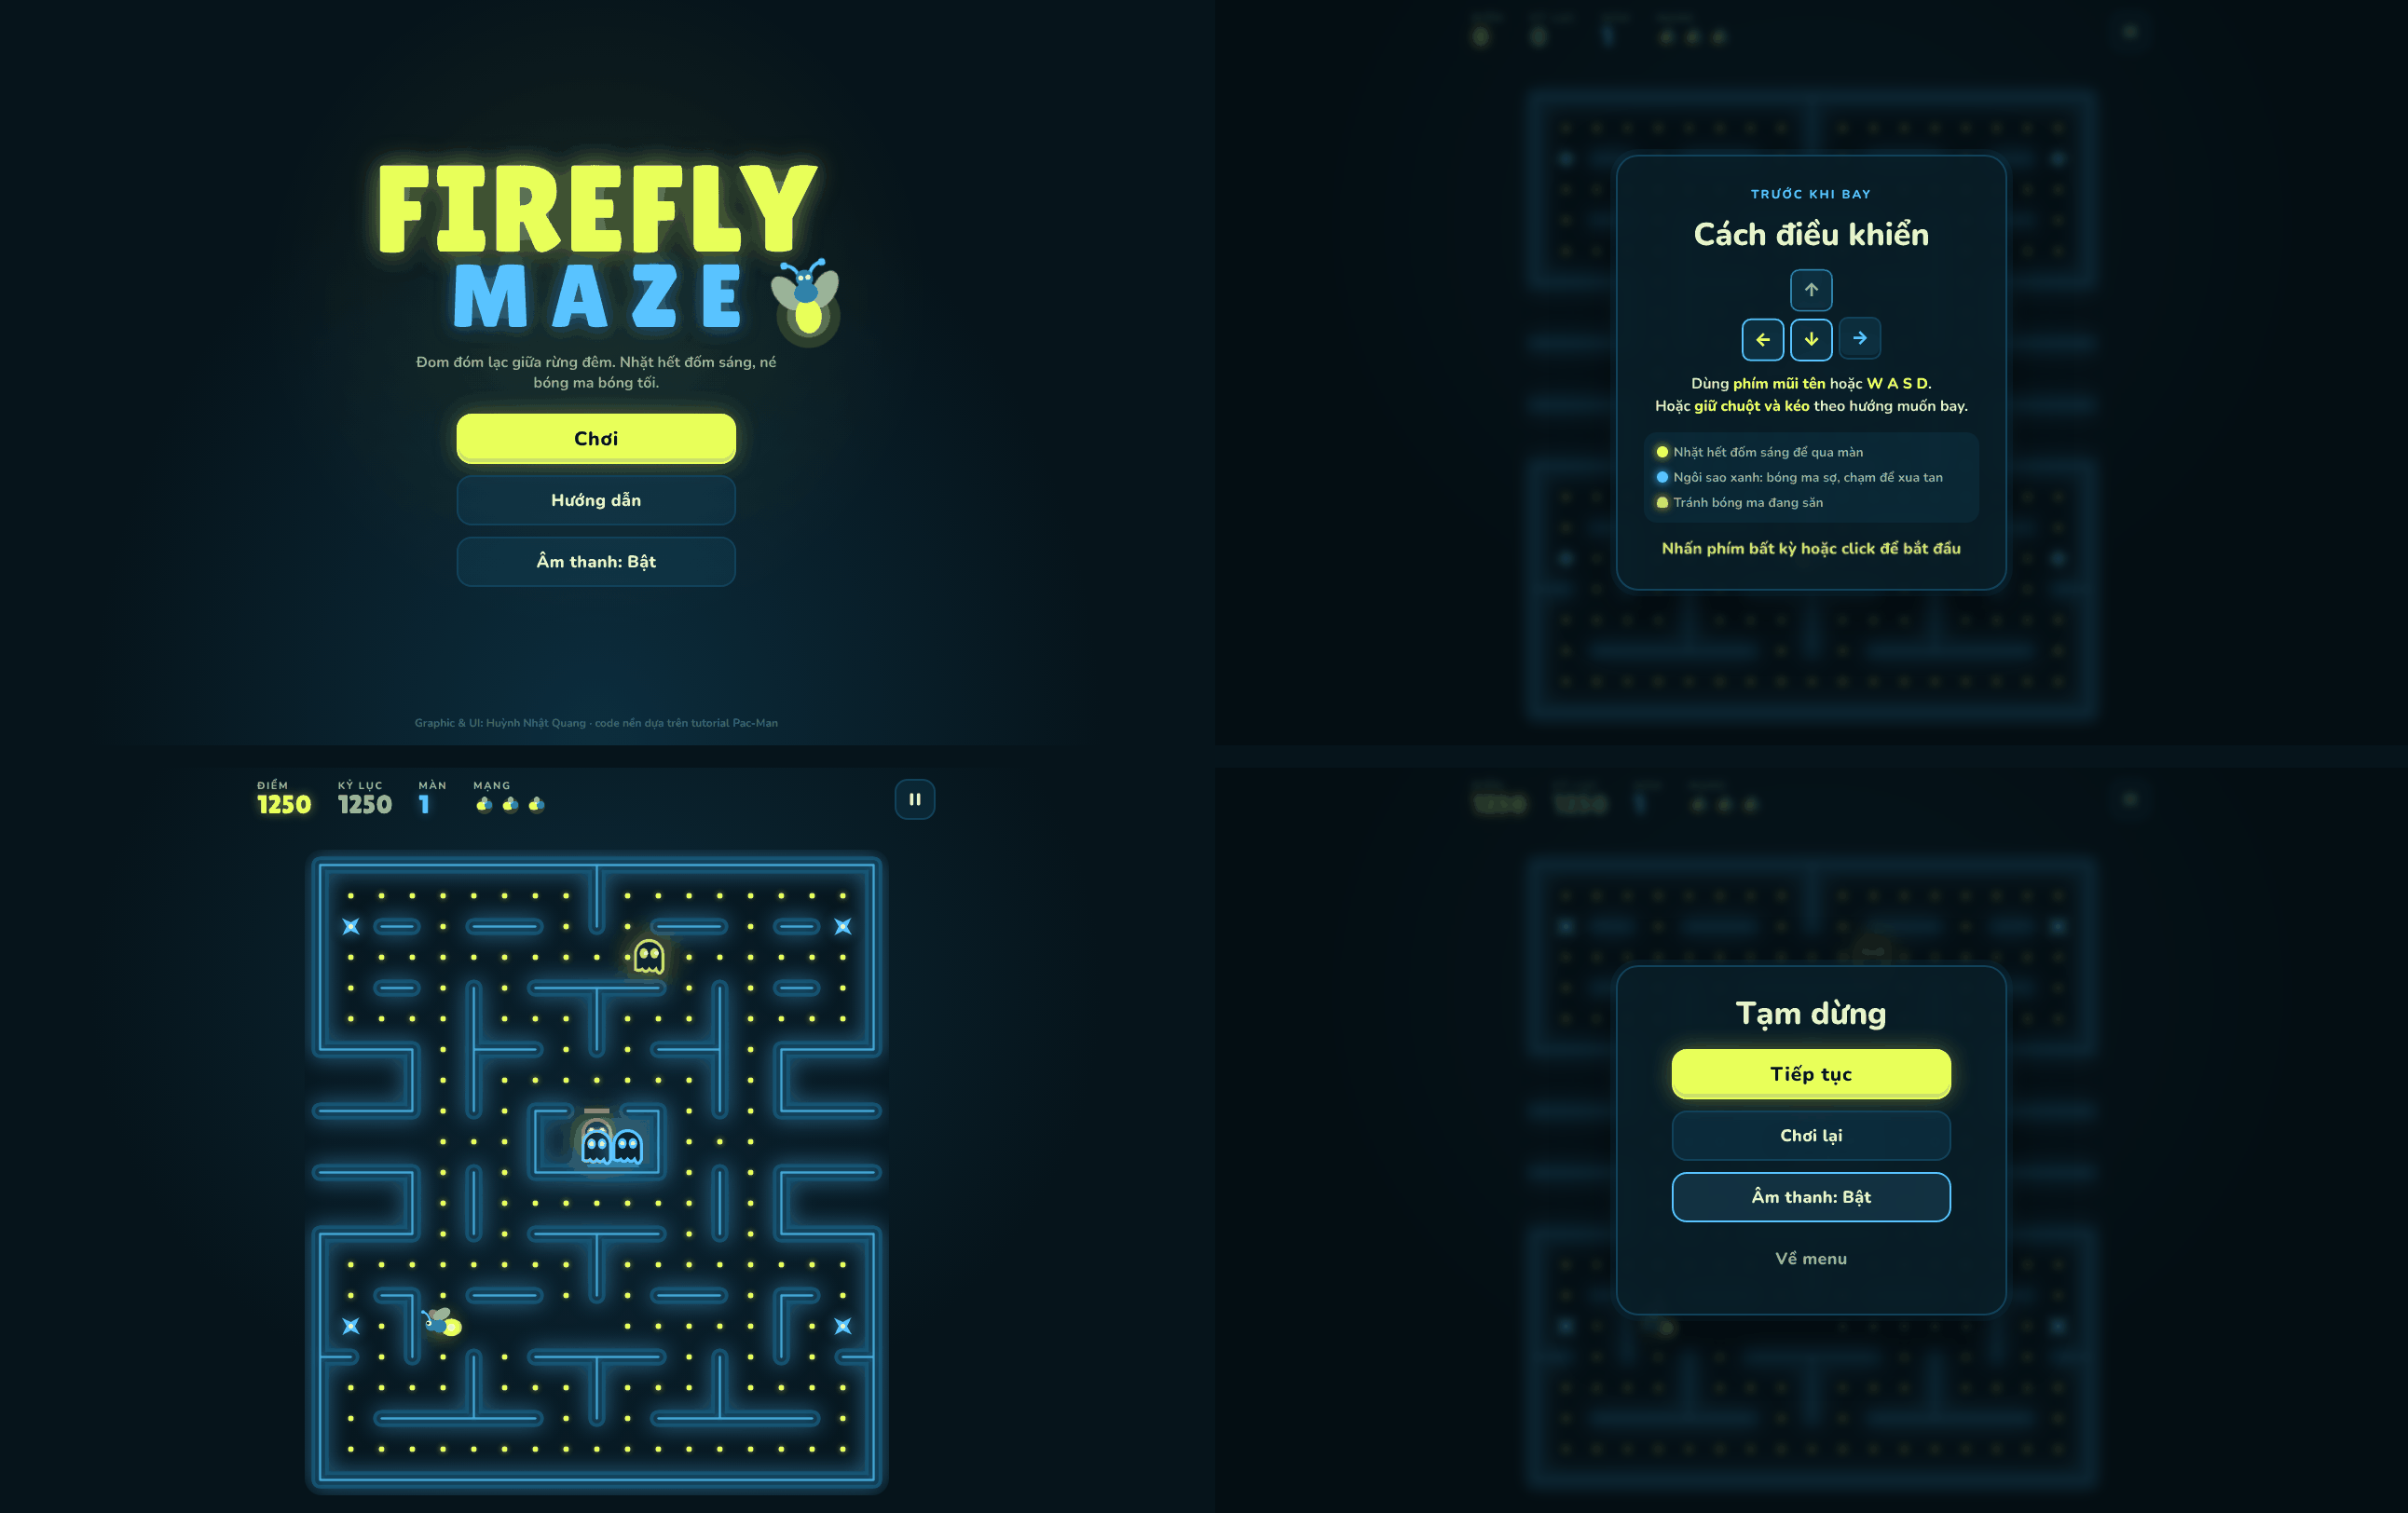 FIREFLY
MAZE
Đom đóm lạc giữa rừng đêm. Nhặt hết đốm sáng, né
bóng ma bóng tối.
Chơi
Hướng dẫn
Âm thanh: Bật
Graphic & UI: Huỳnh Nhật Quang · code nền dựa trên tutorial Pac-Man
TRƯỚC KHI BAY
Cách điều khiển
Dùng phím mũi tên hoặc W A S D.
Hoặc giữ chuột và kéo theo hướng muốn bay.
Nhặt hết đốm sáng để qua màn
Ngôi sao xanh: bóng ma sợ, chạm để xua tan
Tránh bóng ma đang săn
Nhấn phím bất kỳ hoặc click để bắt đầu
ĐIỂM KỶ LỤC MÀN MẠNG
1250 1250 1
Tạm dừng
Tiếp tục
Chơi lại
Âm thanh: Bật
Về menu